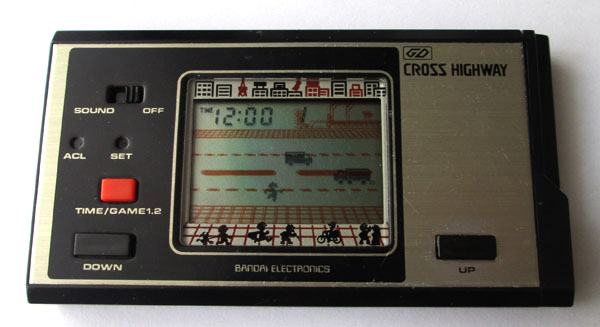 GD
CROSS HIGHWAY
SOUND OFF
TIME 12:00
ACL SET
TIME/GAME1.2
DOWN
UP
BANDAI ELECTRONICS